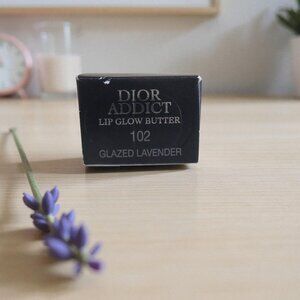 DIOR
ADDICT
LIP GLOW BUTTER
102
GLAZED LAVENDER